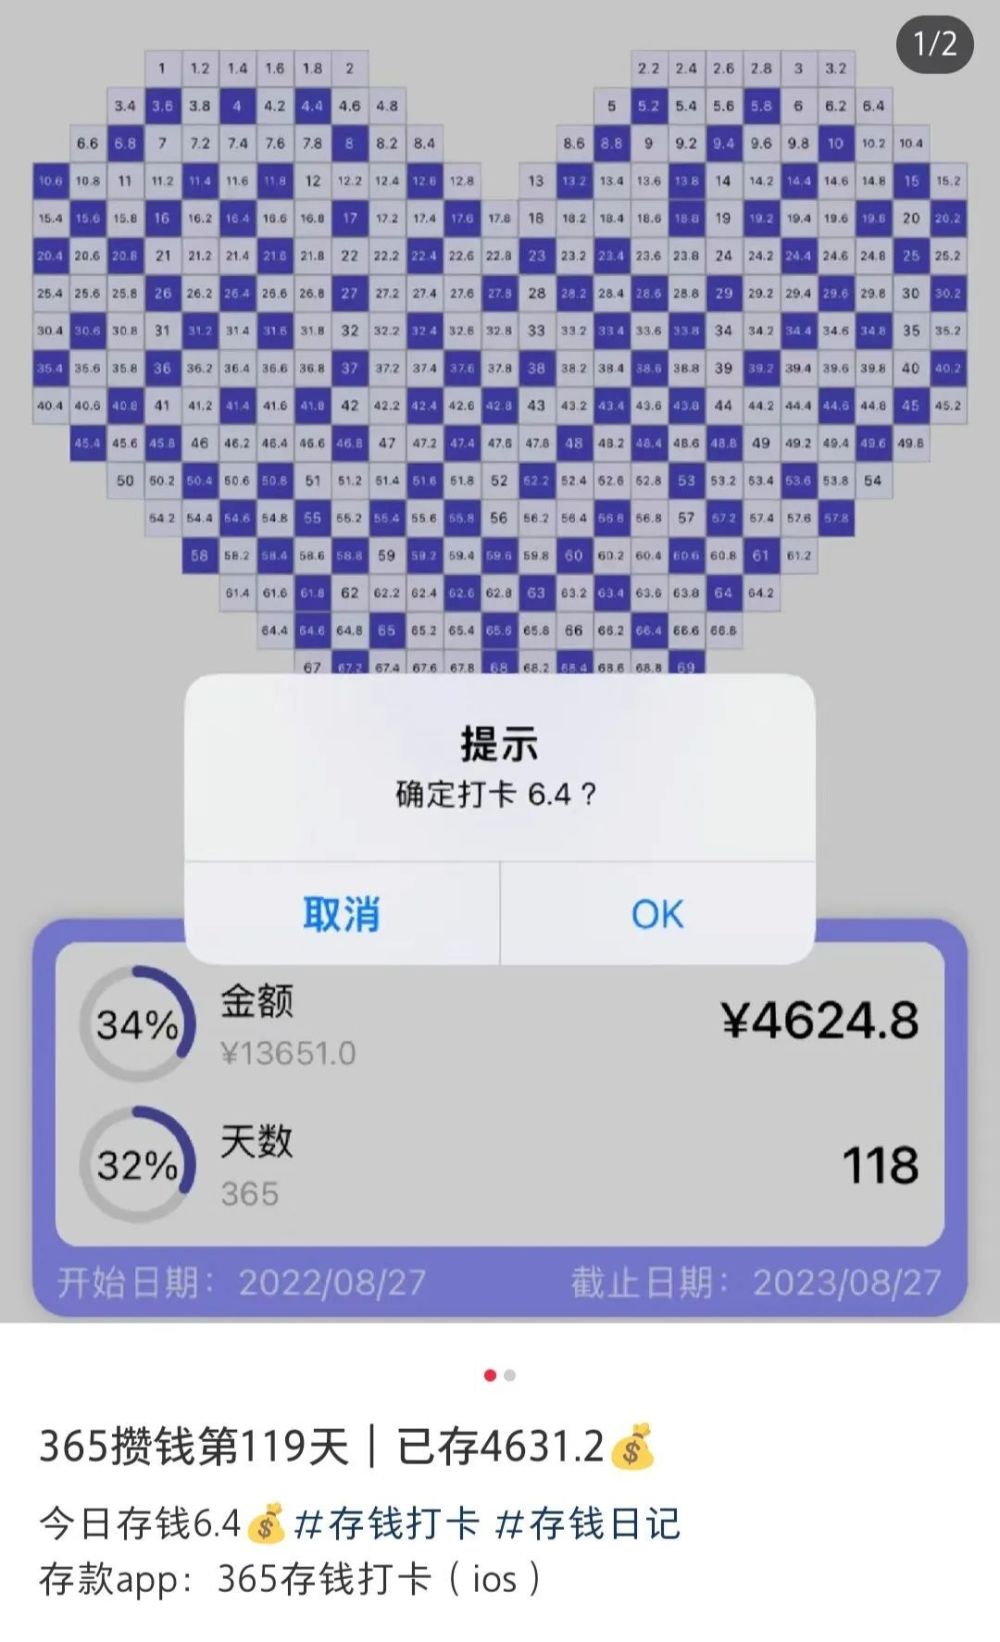 1/2
1 1.2 1.4 1.6 1.8 2 2.2 2.4 2.6 2.8 3 3.2
3.4 3.6 3.8 4 4.2 4.4 4.6 4.8 5 5.2 5.4 5.6 5.8 6 6.2 6.4
6.6 6.8 7 7.2 7.4 7.6 7.8 8 8.2 8.4 8.6 8.8 9 9.2 9.4 9.6 9.8 10 10.2 10.4
10.6 10.8 11 11.2 11.4 11.6 11.8 12 12.2 12.4 12.6 12.8 13 13.2 13.4 13.6 13.8 14 14.2 14.4 14.6 14.8 15 15.2
15.4 15.6 15.8 16 16.2 16.4 16.6 16.8 17 17.2 17.4 17.6 17.8 18 18.2 18.4 18.6 18.8 19 19.2 19.4 19.6 19.8 20 20.2
20.4 20.6 20.8 21 21.2 21.4 21.6 21.8 22 22.2 22.4 22.6 22.8 23 23.2 23.4 23.6 23.8 24 24.2 24.4 24.6 24.8 25 25.2
25.4 25.6 25.8 26 26.2 26.4 26.6 26.8 27 27.2 27.4 27.6 27.8 28 28.2 28.4 28.6 28.8 29 29.2 29.4 29.6 29.8 30 30.2
30.4 30.6 30.8 31 31.2 31.4 31.6 31.8 32 32.2 32.4 32.6 32.8 33 33.2 33.4 33.6 33.8 34 34.2 34.4 34.6 34.8 35 35.2
35.4 35.6 35.8 36 36.2 36.4 36.6 36.8 37 37.2 37.4 37.6 37.8 38 38.2 38.4 38.6 38.8 39 39.2 39.4 39.6 39.8 40 40.2
40.4 40.6 40.8 41 41.2 41.4 41.6 41.8 42 42.2 42.4 42.6 42.8 43 43.2 43.4 43.6 43.8 44 44.2 44.4 44.6 44.8 45 45.2
45.4 45.6 45.8 46 46.2 46.4 46.6 46.8 47 47.2 47.4 47.6 47.8 48 48.2 48.4 48.6 48.8 49 49.2 49.4 49.6 49.8
50 50.2 50.4 50.6 50.8 51 51.2 51.4 51.6 51.8 52 52.2 52.4 52.6 52.8 53 53.2 53.4 53.6 53.8 54
54.2 54.4 54.6 54.8 55 55.2 55.4 55.6 55.8 56 56.2 56.4 56.6 56.8 57 57.2 57.4 57.6 57.8
58 58.2 58.4 58.6 58.8 59 59.2 59.4 59.6 59.8 60 60.2 60.4 60.6 60.8 61 61.2
61.4 61.6 61.8 62 62.2 62.4 62.6 62.8 63 63.2 63.4 63.6 63.8 64 64.2
64.4 64.6 64.8 65 65.2 65.4 65.6 65.8 66 66.2 66.4 66.6 66.8
67 67.2 67.4 67.6 67.8 68 68.2 68.4 68.6 68.8 69
提示
确定打卡 6.4？
取消 OK
34% 金额 ¥4624.8
¥13651.0
32% 天数 118
365
开始日期：2022/08/27 截止日期：2023/08/27
365攒钱第119天｜已存4631.2💰
今日存钱6.4💰#存钱打卡 #存钱日记
存款app：365存钱打卡（ios）